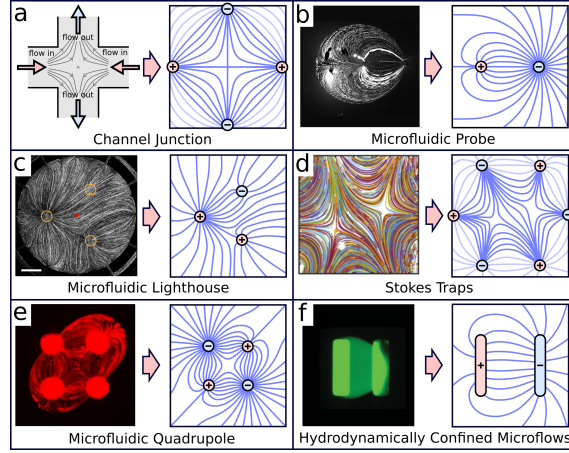 a
flow out
flow in
flow in
flow out
−
+
+
−
Channel Junction
b
+
−
Microfluidic Probe
c
−
+
+
Microfluidic Lighthouse
d
−
+
+
−
−
+
Stokes Traps
e
−
+
+
−
Microfluidic Quadrupole
f
+
−
Hydrodynamically Confined Microflows